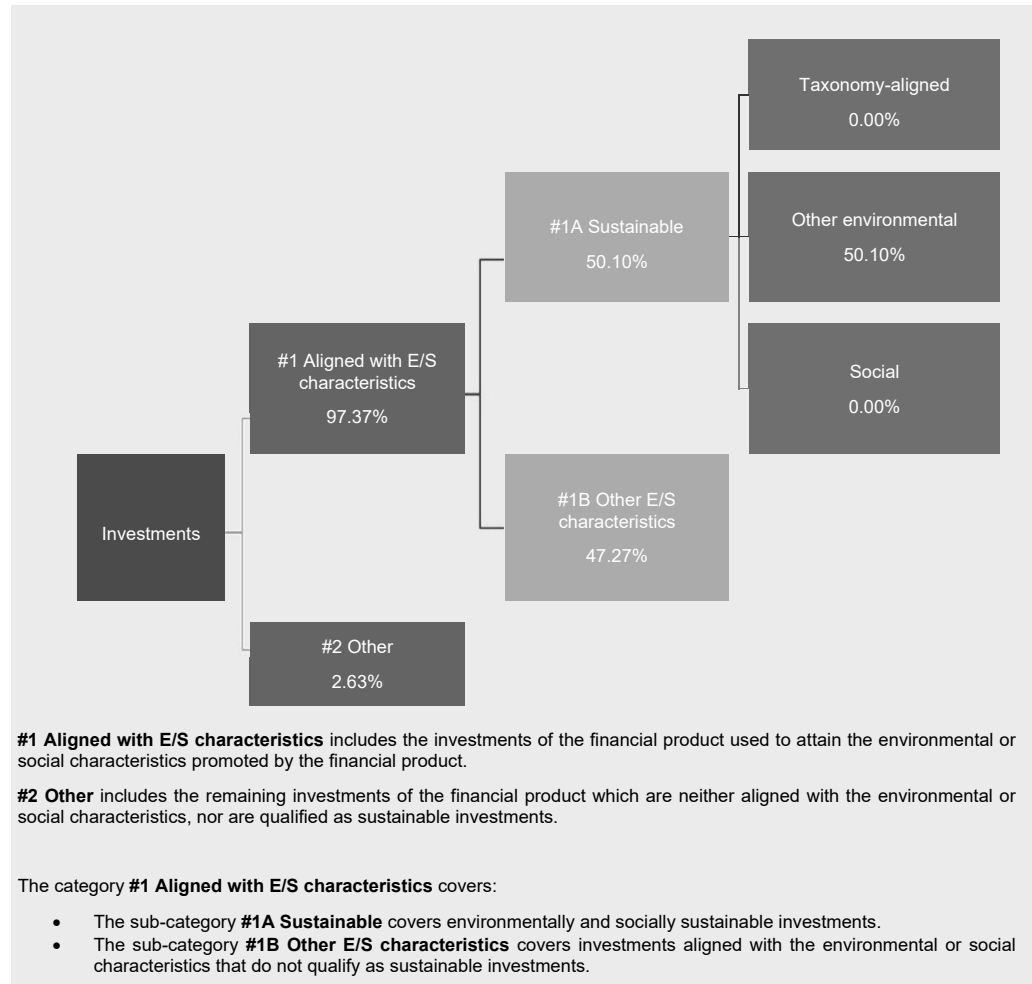 Taxonomy-aligned
0.00%
#1A Sustainable
50.10%
Other environmental
50.10%
#1 Aligned with E/S
characteristics
97.37%
Social
0.00%
Investments
#1B Other E/S
characteristics
47.27%
#2 Other
2.63%
#1 Aligned with E/S characteristics includes the investments of the financial product used to attain the environmental or
social characteristics promoted by the financial product.
#2 Other includes the remaining investments of the financial product which are neither aligned with the environmental or
social characteristics, nor are qualified as sustainable investments.
The category #1 Aligned with E/S characteristics covers:
• The sub-category #1A Sustainable covers environmentally and socially sustainable investments.
• The sub-category #1B Other E/S characteristics covers investments aligned with the environmental or social
characteristics that do not qualify as sustainable investments.